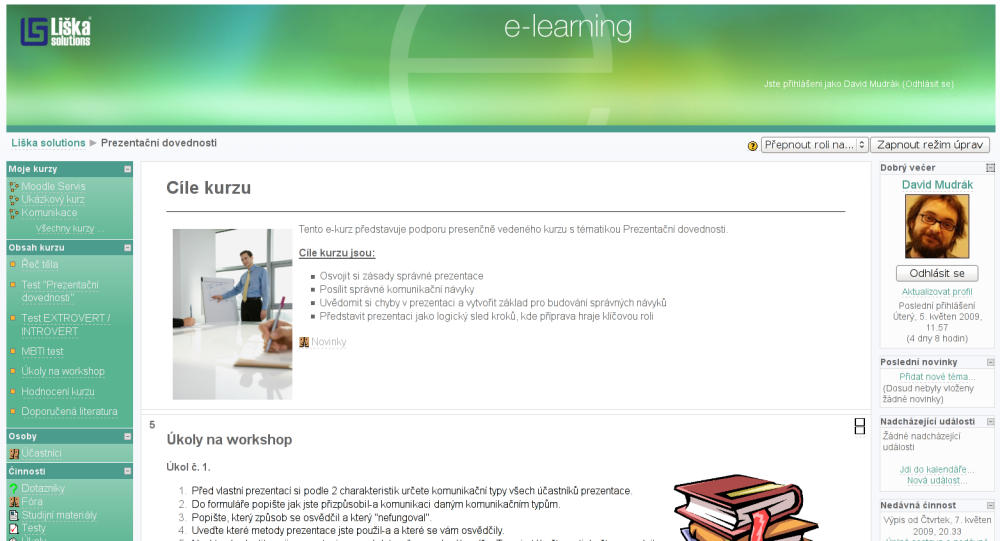 Liška
solutions
e-learning
Jste přihlášeni jako David Mudrák (Odhlásit se)
Liška solutions ► Prezentační dovednosti
Přepnout roli na...
Zapnout režim úprav
Moje kurzy
Moodle Servis
Ukázkový kurz
Komunikace
Všechny kurzy ...
Obsah kurzu
Řeč těla
Test "Prezentační
dovednosti"
Test EXTROVERT /
INTROVERT
MBTI test
Úkoly na workshop
Hodnocení kurzu
Doporučená literatura
Osoby
Účastníci
Činnosti
Dotazníky
Fóra
Studijní materiály
Testy
Úkoly
Cíle kurzu
Tento e-kurz představuje podporu presenčně vedeného kurzu s tématikou Prezentační dovednosti.
Cíle kurzu jsou:
Osvojit si zásady správné prezentace
Posílit správné komunikační návyky
Uvědomit si chyby v prezentaci a vytvořit základ pro budování správných návyků
Představit prezentaci jako logický sled kroků, kde příprava hraje klíčovou roli
Novinky
5
Úkoly na workshop
Úkol č. 1.
1. Před vlastní prezentací si podle 2 charakteristik určete komunikační typy všech účastníků prezentace.
2. Do formuláře popište jak jste přizpůsobil-a komunikaci daným komunikačním typům.
3. Popište, který způsob se osvědčil a který "nefungoval".
4. Uveďte které metody prezentace jste použil-a a které se vám osvědčily.
Dobrý večer
David Mudrák
Odhlásit se
Aktualizovat profil
Poslední přihlášení
Úterý, 5. květen 2009,
11.57
(4 dny 8 hodin)
Poslední novinky
Přidat nové téma...
(Dosud nebyly vloženy
žádné novinky)
Nadcházející události
Žádné nadcházející
události
Jdi do kalendáře...
Nová událost...
Nedávná činnost
Výpis od Čtvrtek, 7. květen
2009, 20.33